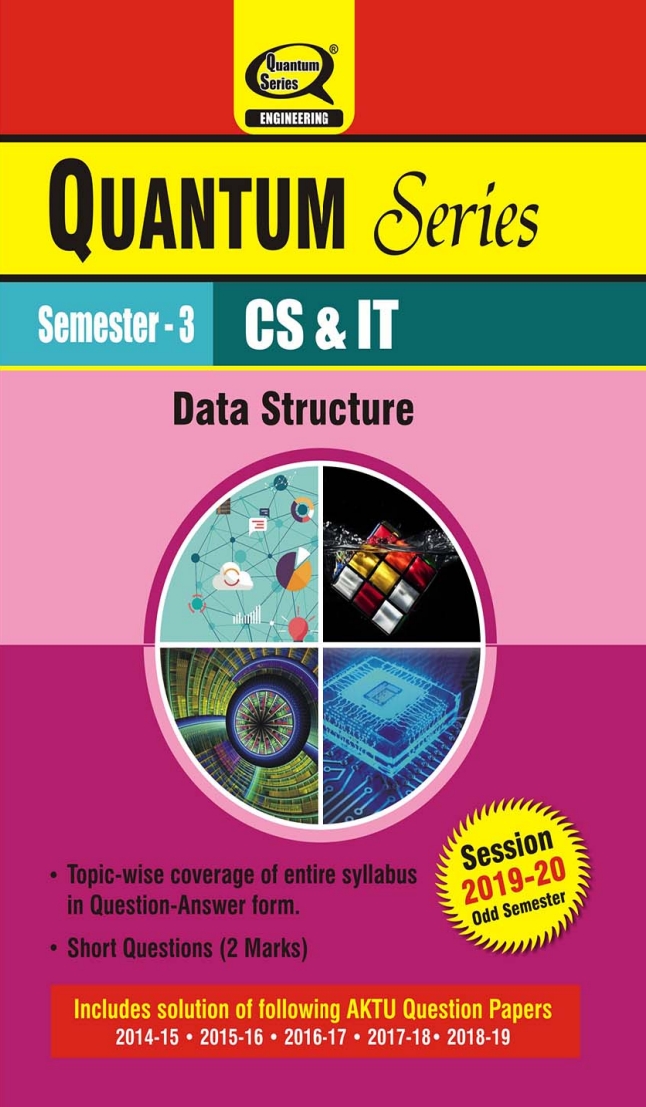 Quantum
Series
®
ENGINEERING
QUANTUM Series
Semester - 3 CS & IT
Data Structure
Session
2019-20
Odd Semester
• Topic-wise coverage of entire syllabus
in Question-Answer form.
• Short Questions (2 Marks)
Includes solution of following AKTU Question Papers
2014-15 • 2015-16 • 2016-17 • 2017-18• 2018-19